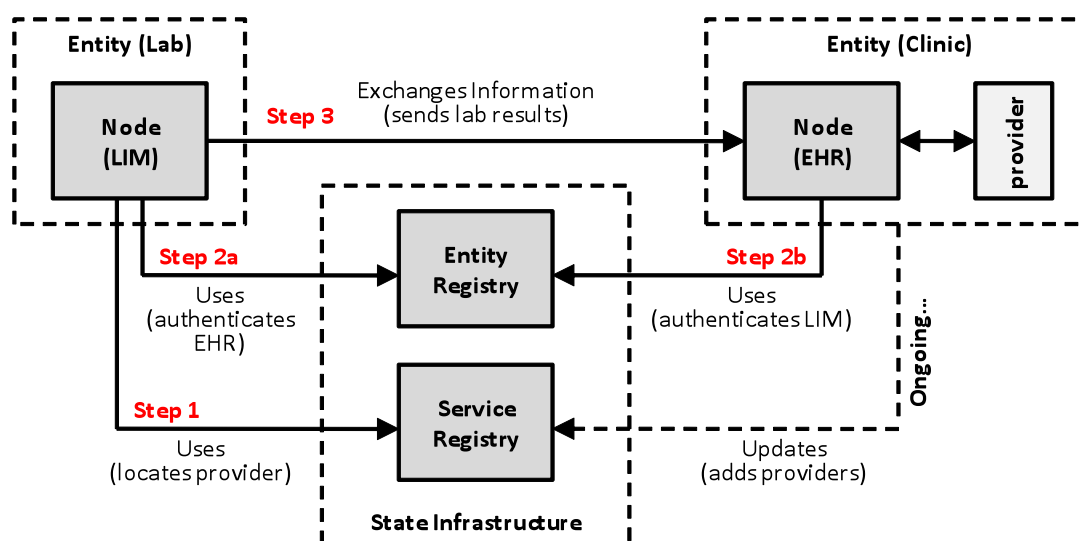 Entity (Lab)
Node
(LIM)
Step 3
Exchanges Information
(sends lab results)
Entity (Clinic)
Node
(EHR)
provider
Step 2a
Uses
(authenticates
EHR)
Entity
Registry
Step 2b
Uses
(authenticates LIM)
Ongoing...
Step 1
Uses
(locates provider)
Service
Registry
Updates
(adds providers)
State Infrastructure